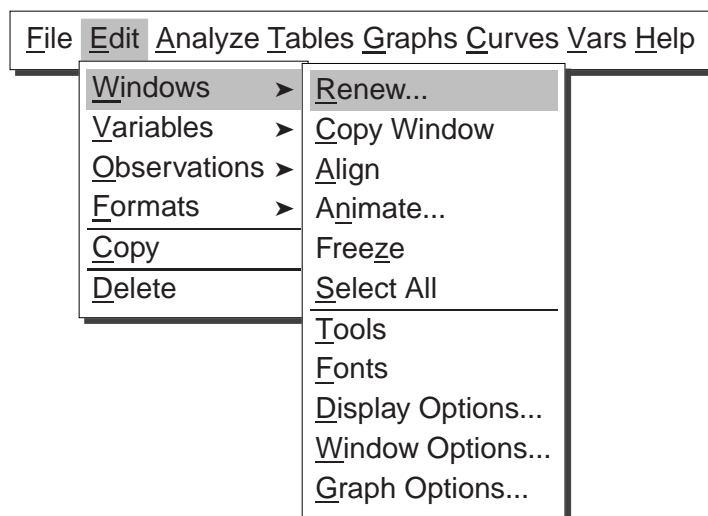 File Edit Analyze Tables Graphs Curves Vars Help
Windows ➤
Variables ➤
Observations ➤
Formats ➤
Copy
Delete
Renew...
Copy Window
Align
Animate...
Freeze
Select All
Tools
Fonts
Display Options...
Window Options...
Graph Options...